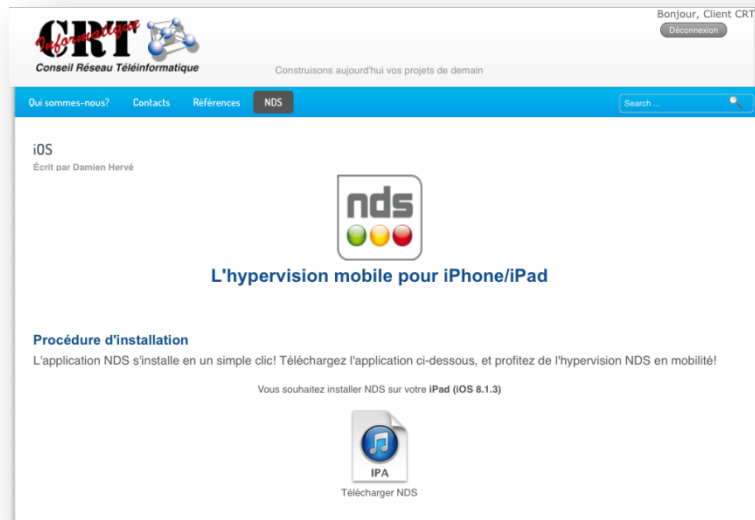 Bonjour, Client CRT
Déconnexion
Informatique
CRT
Conseil Réseau Téléinformatique
Construisons aujourd'hui vos projets de demain
Qui sommes-nous? Contacts Références NDS Search ...
iOS
Écrit par Damien Hervé
nds
L'hypervision mobile pour iPhone/iPad
Procédure d'installation
L'application NDS s'installe en un simple clic! Téléchargez l'application ci-dessous, et profitez de l'hypervision NDS en mobilité!
Vous souhaitez installer NDS sur votre iPad (iOS 8.1.3)
IPA
Télécharger NDS